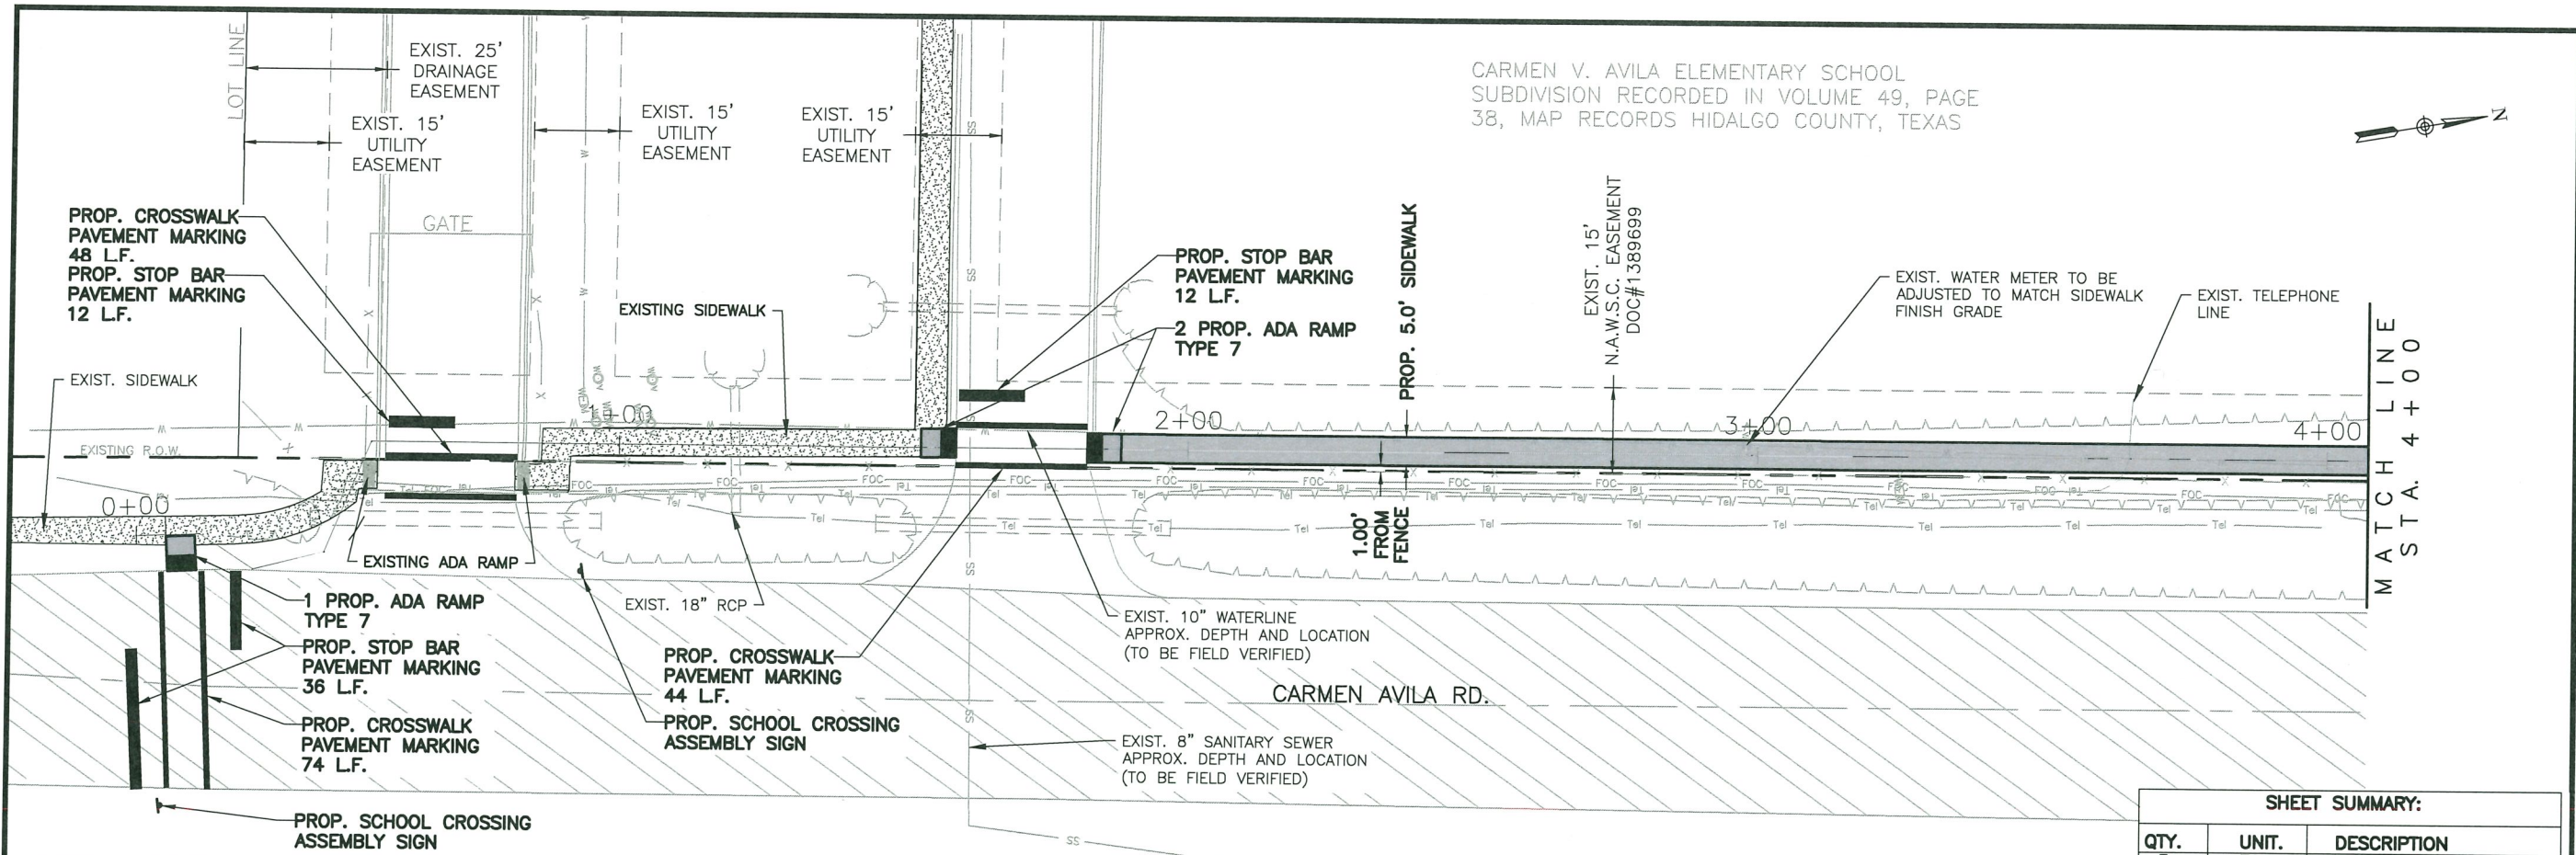 LOT LINE
EXIST. 25'
DRAINAGE
EASEMENT
EXIST. 15'
UTILITY
EASEMENT
EXIST. 15'
UTILITY
EASEMENT
EXIST. 15'
UTILITY
EASEMENT
CARMEN V. AVILA ELEMENTARY SCHOOL
SUBDIVISION RECORDED IN VOLUME 49, PAGE
38, MAP RECORDS HIDALGO COUNTY, TEXAS
N
PROP. CROSSWALK
PAVEMENT MARKING
48 L.F.
PROP. STOP BAR
PAVEMENT MARKING
12 L.F.
GATE
EXISTING SIDEWALK
PROP. STOP BAR
PAVEMENT MARKING
12 L.F.
2 PROP. ADA RAMP
TYPE 7
PROP. 5.0' SIDEWALK
EXIST. 15'
N.A.W.S.C. EASEMENT
DOC#1389699
EXIST. WATER METER TO BE
ADJUSTED TO MATCH SIDEWALK
FINISH GRADE
EXIST. TELEPHONE
LINE
MATCH LINE
STA. 4+00
EXIST. SIDEWALK
EXISTING R.O.W.
0+00
1+00
2+00
3+00
4+00
EXISTING ADA RAMP
EXIST. 18" RCP
1.00'
FROM
FENCE
1 PROP. ADA RAMP
TYPE 7
PROP. STOP BAR
PAVEMENT MARKING
36 L.F.
PROP. CROSSWALK
PAVEMENT MARKING
74 L.F.
PROP. SCHOOL CROSSING
ASSEMBLY SIGN
PROP. CROSSWALK
PAVEMENT MARKING
44 L.F.
PROP. SCHOOL CROSSING
ASSEMBLY SIGN
EXIST. 10" WATERLINE
APPROX. DEPTH AND LOCATION
(TO BE FIELD VERIFIED)
CARMEN AVILA RD.
EXIST. 8" SANITARY SEWER
APPROX. DEPTH AND LOCATION
(TO BE FIELD VERIFIED)
SS
SHEET SUMMARY:
QTY. UNIT. DESCRIPTION